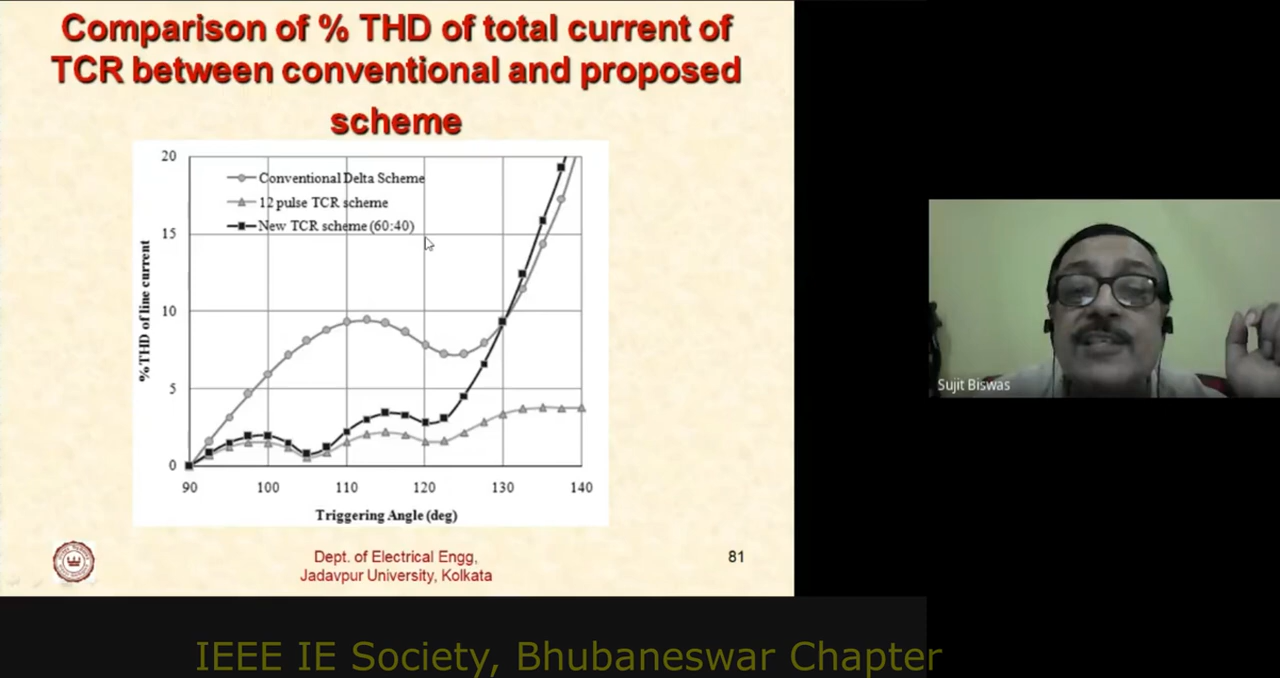 Comparison of % THD of total current of
TCR between conventional and proposed
scheme
20
15
10
5
0
% THD of line current
Conventional Delta Scheme
12 pulse TCR scheme
New TCR scheme (60:40)
90 100 110 120 130 140
Triggering Angle (deg)
Dept. of Electrical Engg,
Jadavpur University, Kolkata
81
Sujit Biswas
IEEE IE Society, Bhubaneswar Chapter